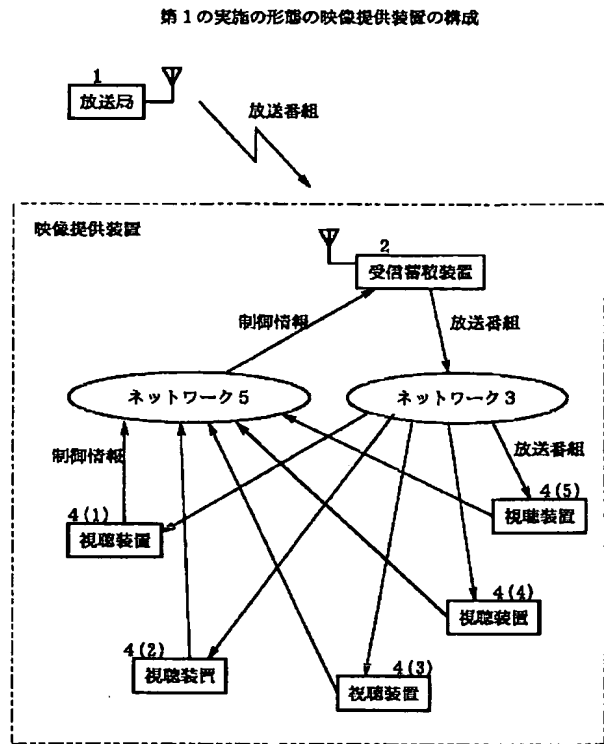 第1の実施の形態の映像提供装置の構成
1
放送局
放送番組
映像提供装置
2
受信蓄積装置
制御情報
放送番組
ネットワーク5
ネットワーク3
制御情報
放送番組
4(1)
視聴装置
4(5)
視聴装置
4(4)
視聴装置
4(2)
視聴装置
4(3)
視聴装置